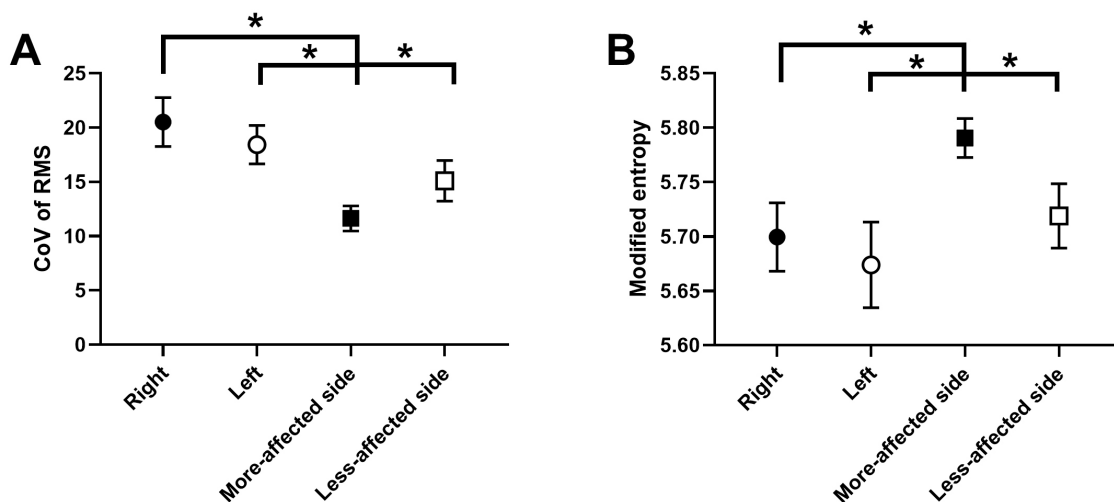 A
*
*
*
CoV of RMS
25
20
15
10
5
0
Right
Left
More-affected side
Less-affected side
B
*
*
*
Modified entropy
5.85
5.80
5.75
5.70
5.65
5.60
Right
Left
More-affected side
Less-affected side